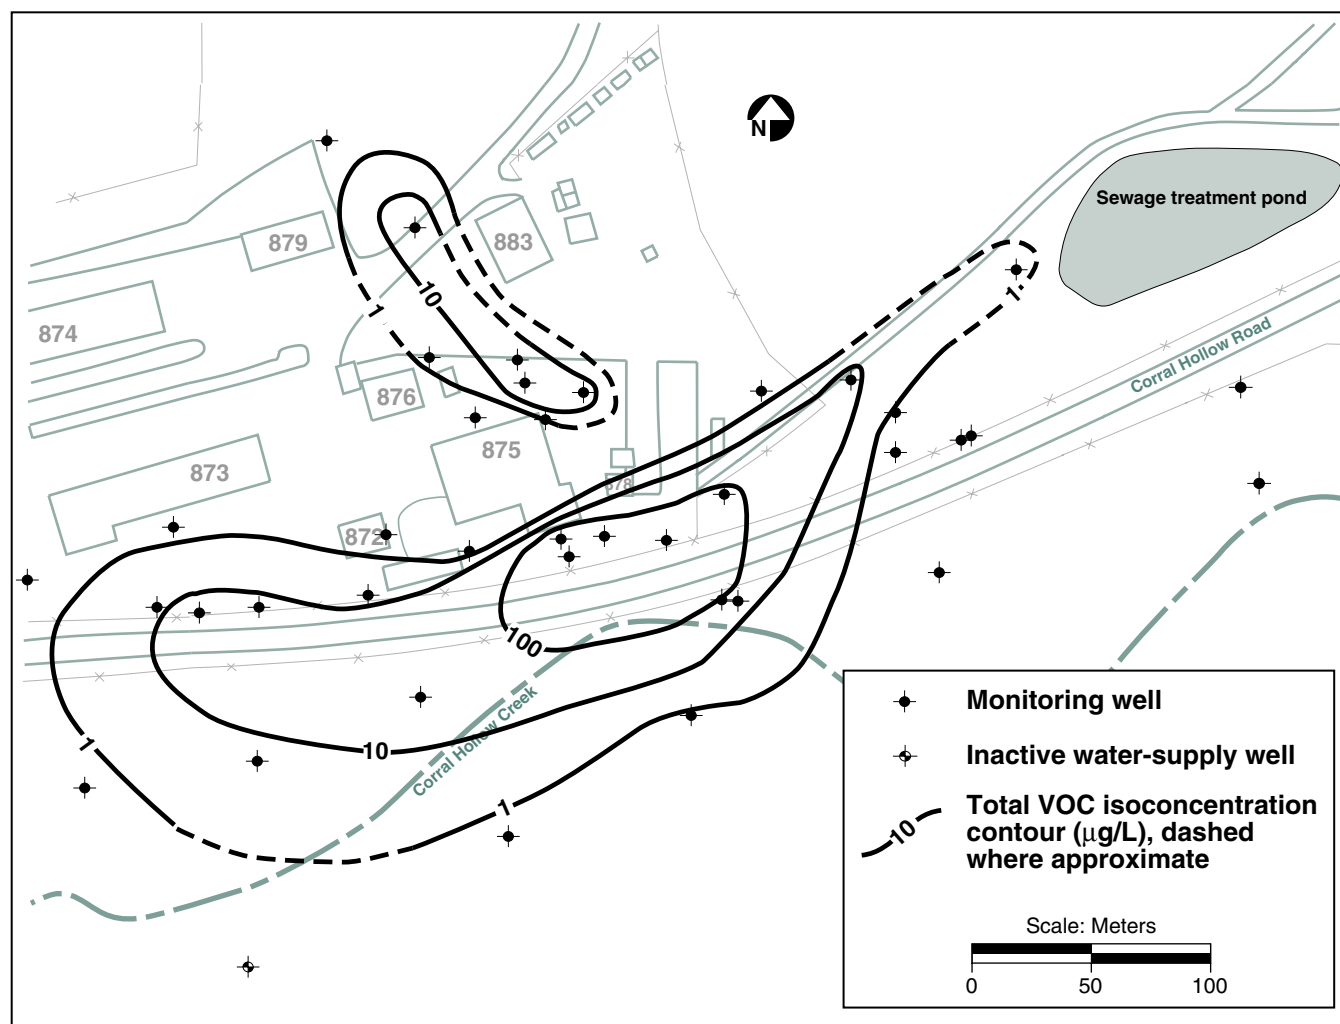 N
Sewage treatment pond
879
883
10
1
1
874
Corral Hollow Road
876
875
873
878
872
100
Corral Hollow Creek
1
10
1
Monitoring well
Inactive water-supply well
10
Total VOC isoconcentration
contour (µg/L), dashed
where approximate
Scale: Meters
0 50 100